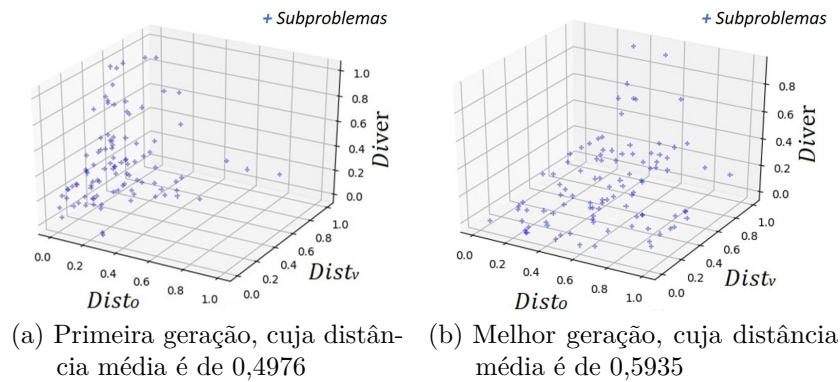 + Subproblemas
1.0
0.8
0.6
0.4
0.2
0.0
Diver
0.0
0.2
0.4
0.6
0.8
1.0
Disto
0.0
0.2
0.4
0.6
0.8
1.0
Distv
(a) Primeira geração, cuja distân-
cia média é de 0,4976
+ Subproblemas
0.8
0.6
0.4
0.2
0.0
Diver
0.0
0.2
0.4
0.6
0.8
1.0
Disto
0.0
0.2
0.4
0.6
0.8
1.0
Distv
(b) Melhor geração, cuja distância
média é de 0,5935